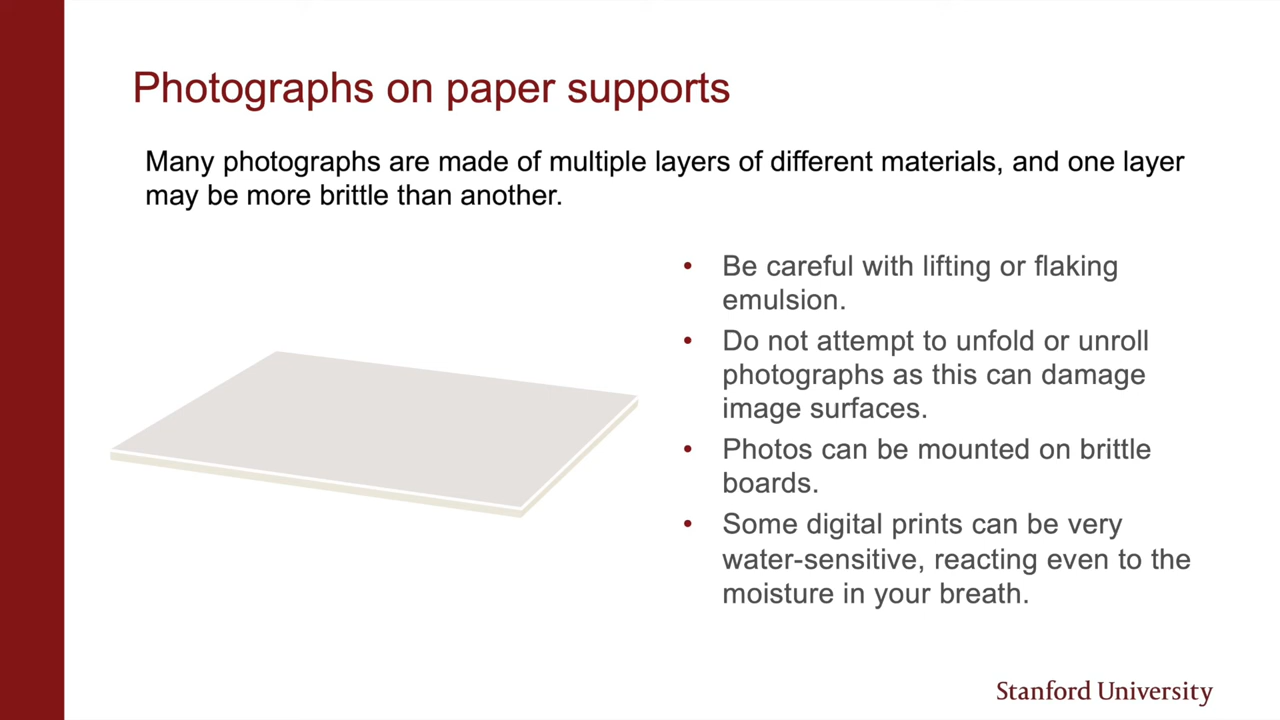 Photographs on paper supports
Many photographs are made of multiple layers of different materials, and one layer
may be more brittle than another.
• Be careful with lifting or flaking
emulsion.
• Do not attempt to unfold or unroll
photographs as this can damage
image surfaces.
• Photos can be mounted on brittle
boards.
• Some digital prints can be very
water-sensitive, reacting even to the
moisture in your breath.
Stanford University